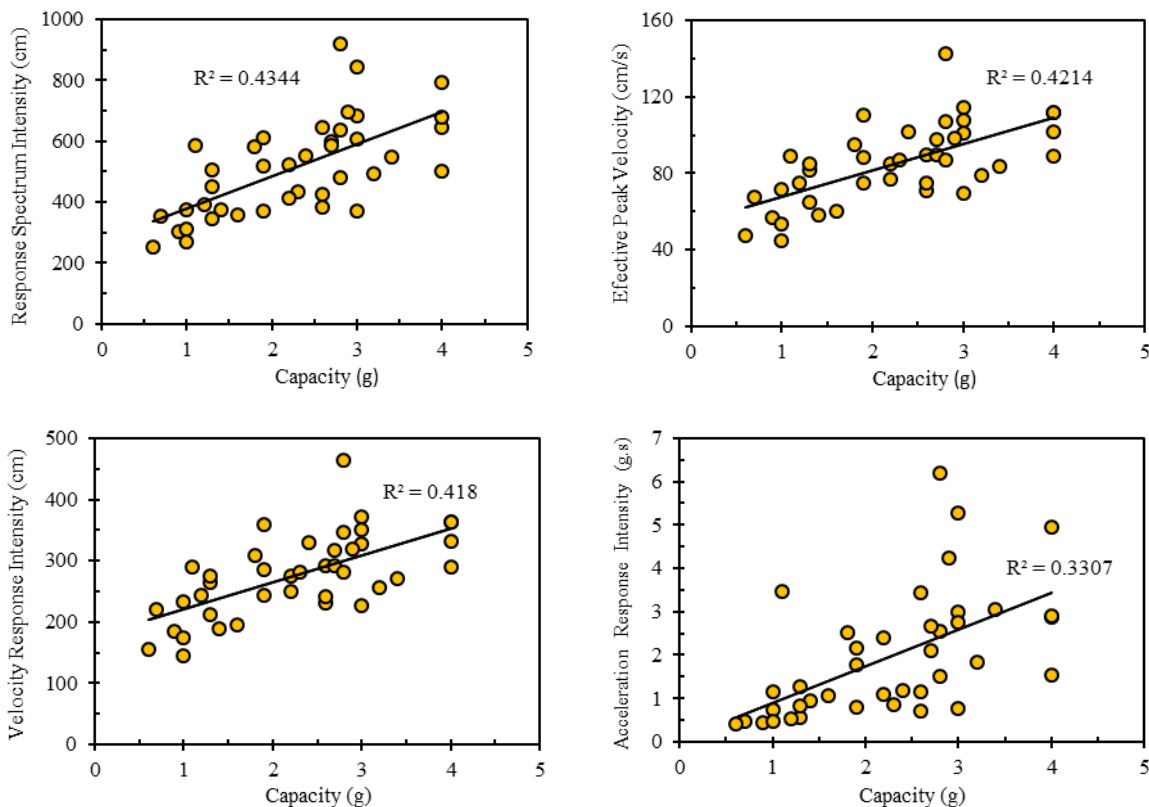 Response Spectrum Intensity (cm)
1000
800
600
400
200
0
R² = 0.4344
0 1 2 3 4 5
Capacity (g)
Efective Peak Velocity (cm/s)
160
120
80
40
0
R² = 0.4214
0 1 2 3 4 5
Capacity (g)
Velocity Response Intensity (cm)
500
400
300
200
100
0
R² = 0.418
0 1 2 3 4 5
Capacity (g)
Acceleration Response Intensity (g.s)
7
6
5
4
3
2
1
0
R² = 0.3307
0 1 2 3 4 5
Capacity (g)